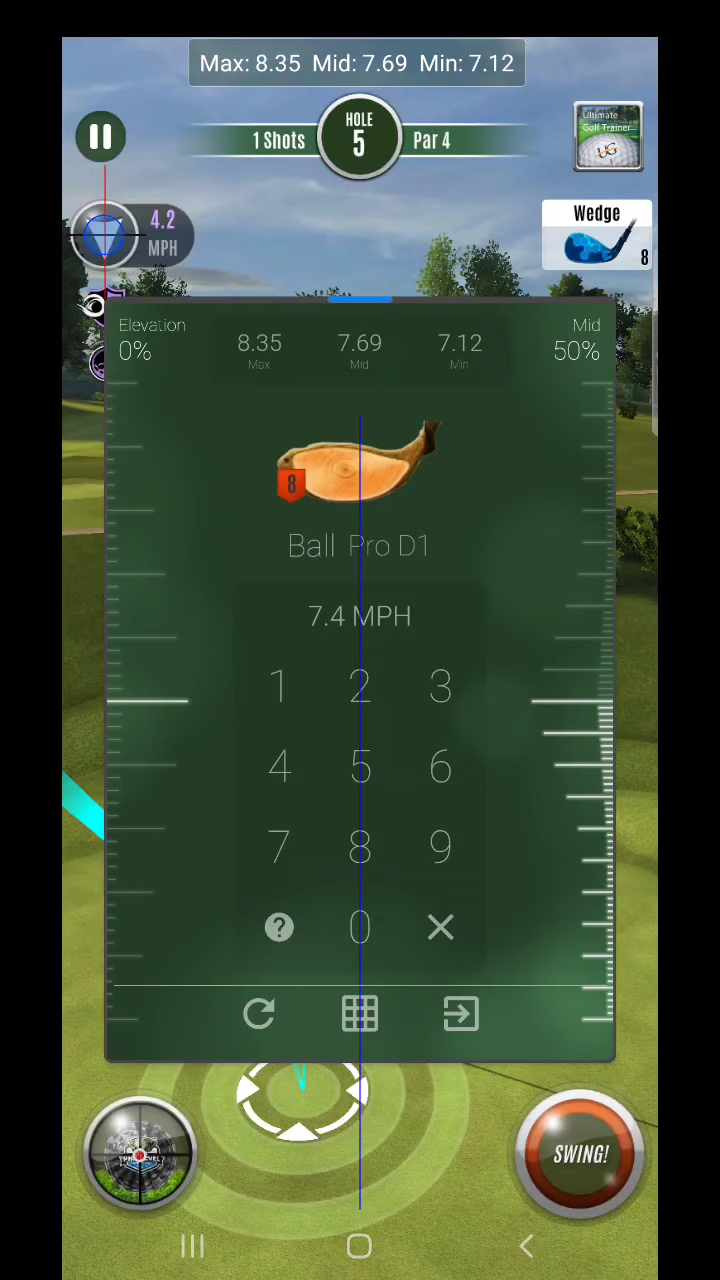 Max: 8.35 Mid: 7.69 Min: 7.12
HOLE
1 Shots 5 Par 4
Ultimate
Golf Trainer
UG
4.2
MPH
Wedge
8
Elevation
0%
8.35 7.69 7.12
Max Mid Min
Mid
50%
8
Ball Pro D1
7.4 MPH
1 2 3
4 5 6
7 8 9
? 0
SWING!